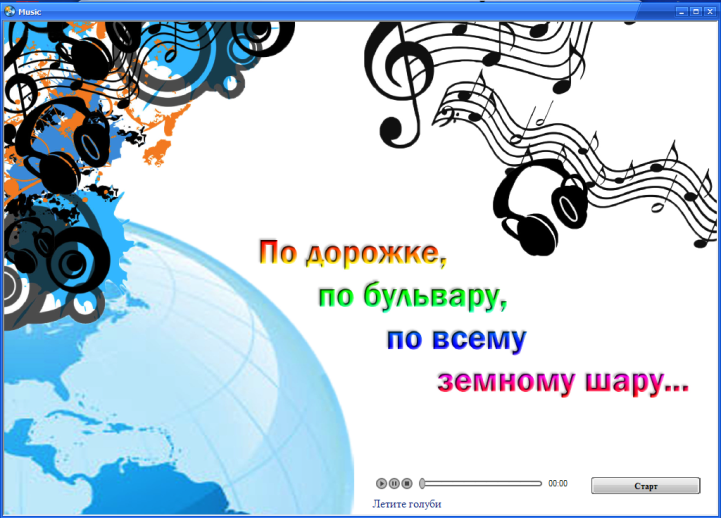 Music
По дорожке,
по бульвару,
по всему
земному шару...
00:00
Старт
Летите голуби